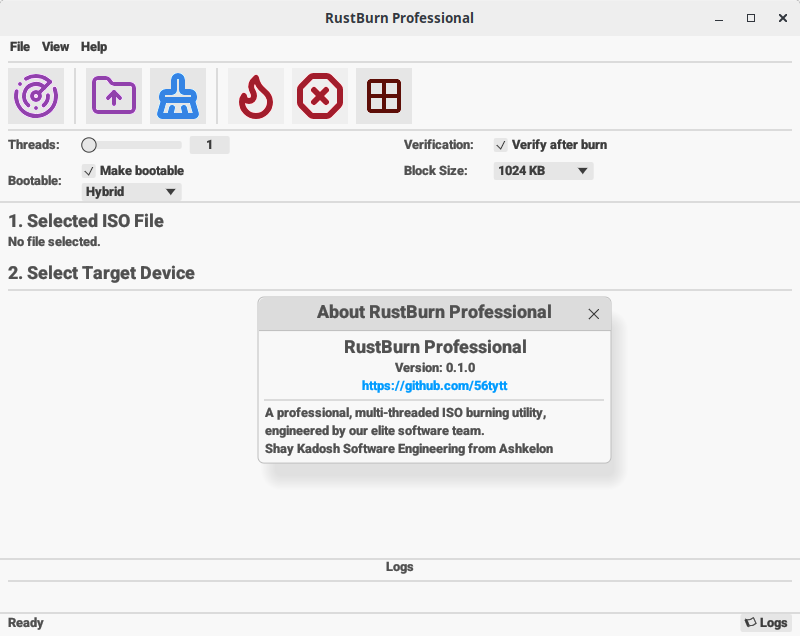 RustBurn Professional
File View Help
Threads: 1 Verification: Verify after burn
Bootable: Make bootable Block Size: 1024 KB
Hybrid
1. Selected ISO File
No file selected.
2. Select Target Device
About RustBurn Professional
RustBurn Professional
Version: 0.1.0
https://github.com/56tytt
A professional, multi-threaded ISO burning utility,
engineered by our elite software team.
Shay Kadosh Software Engineering from Ashkelon
Logs
Ready Logs